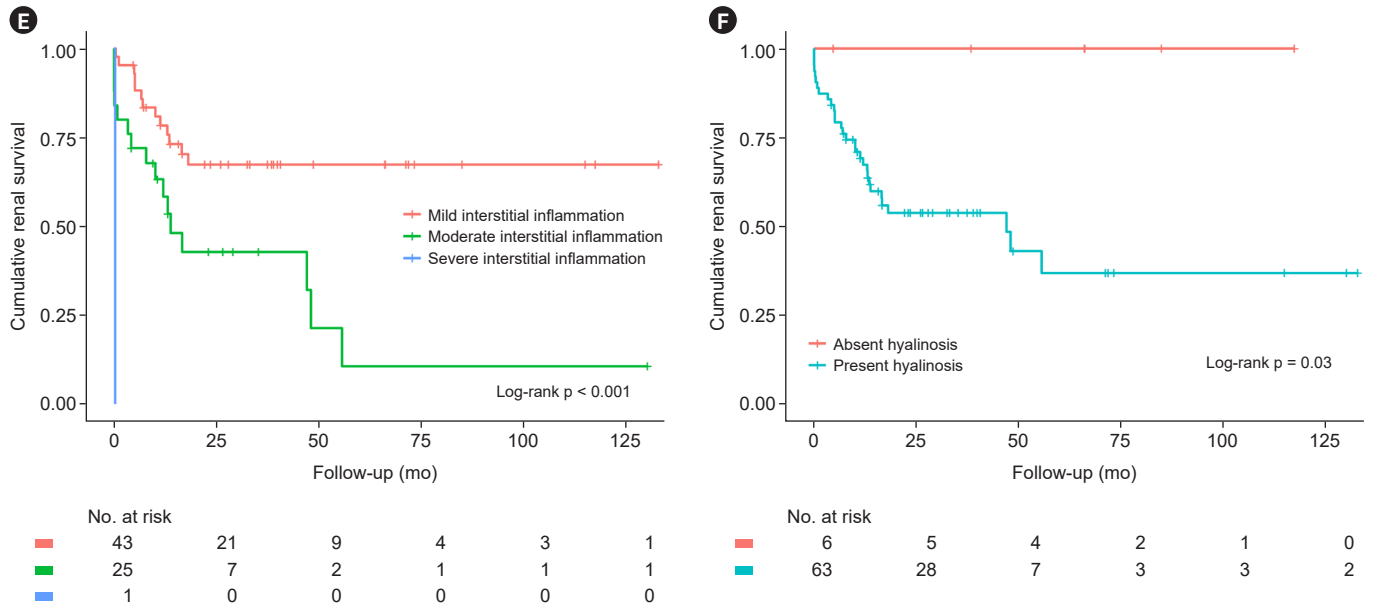 E
Cumulative renal survival
1.00
0.75
0.50
0.25
0.00
Mild interstitial inflammation
Moderate interstitial inflammation
Severe interstitial inflammation
Log-rank p < 0.001
0 25 50 75 100 125
Follow-up (mo)
No. at risk
43 21 9 4 3 1
25 7 2 1 1 1
1 0 0 0 0 0
F
Cumulative renal survival
1.00
0.75
0.50
0.25
0.00
Absent hyalinosis
Present hyalinosis
Log-rank p = 0.03
0 25 50 75 100 125
Follow-up (mo)
No. at risk
6 5 4 2 1 0
63 28 7 3 3 2